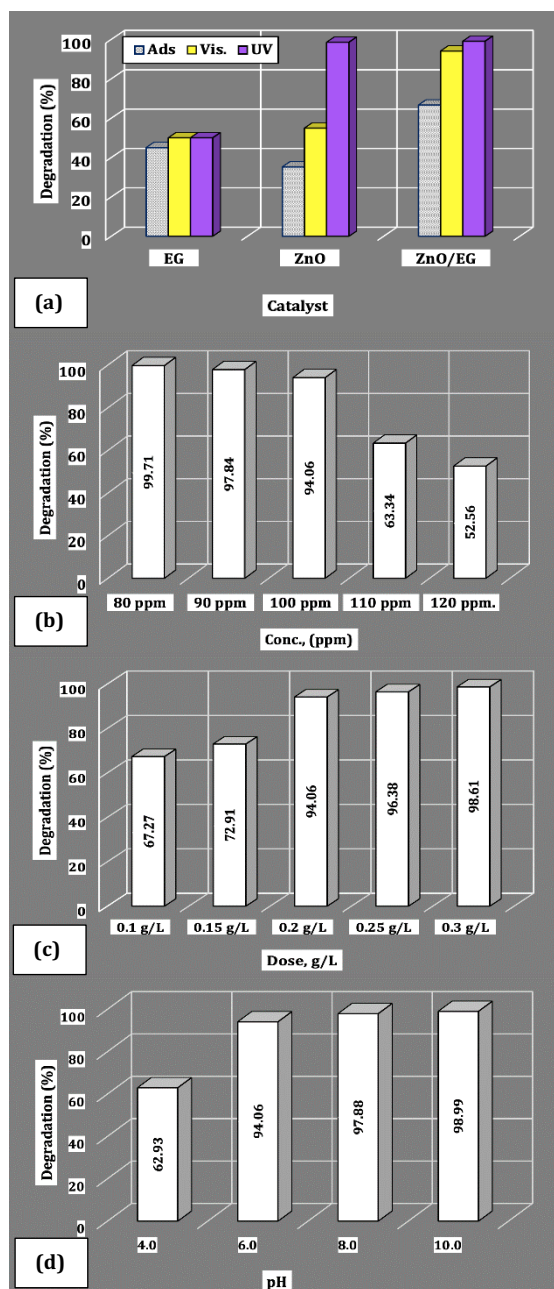 100
80
60
40
20
0
Degradation (%)
Ads Vis. UV
EG ZnO ZnO/EG
(a)
Catalyst
100
80
60
40
20
0
Degradation (%)
99.71 97.84 94.06 63.34 52.56
80 ppm 90 ppm 100 ppm 110 ppm 120 ppm.
(b)
Conc., (ppm)
100
80
60
40
20
0
Degradation (%)
67.27 72.91 94.06 96.38 98.61
0.1 g/L 0.15 g/L 0.2 g/L 0.25 g/L 0.3 g/L
(c)
Dose, g/L
100
80
60
40
20
0
Degradation (%)
62.93 94.06 97.88 98.99
4.0 6.0 8.0 10.0
(d)
pH